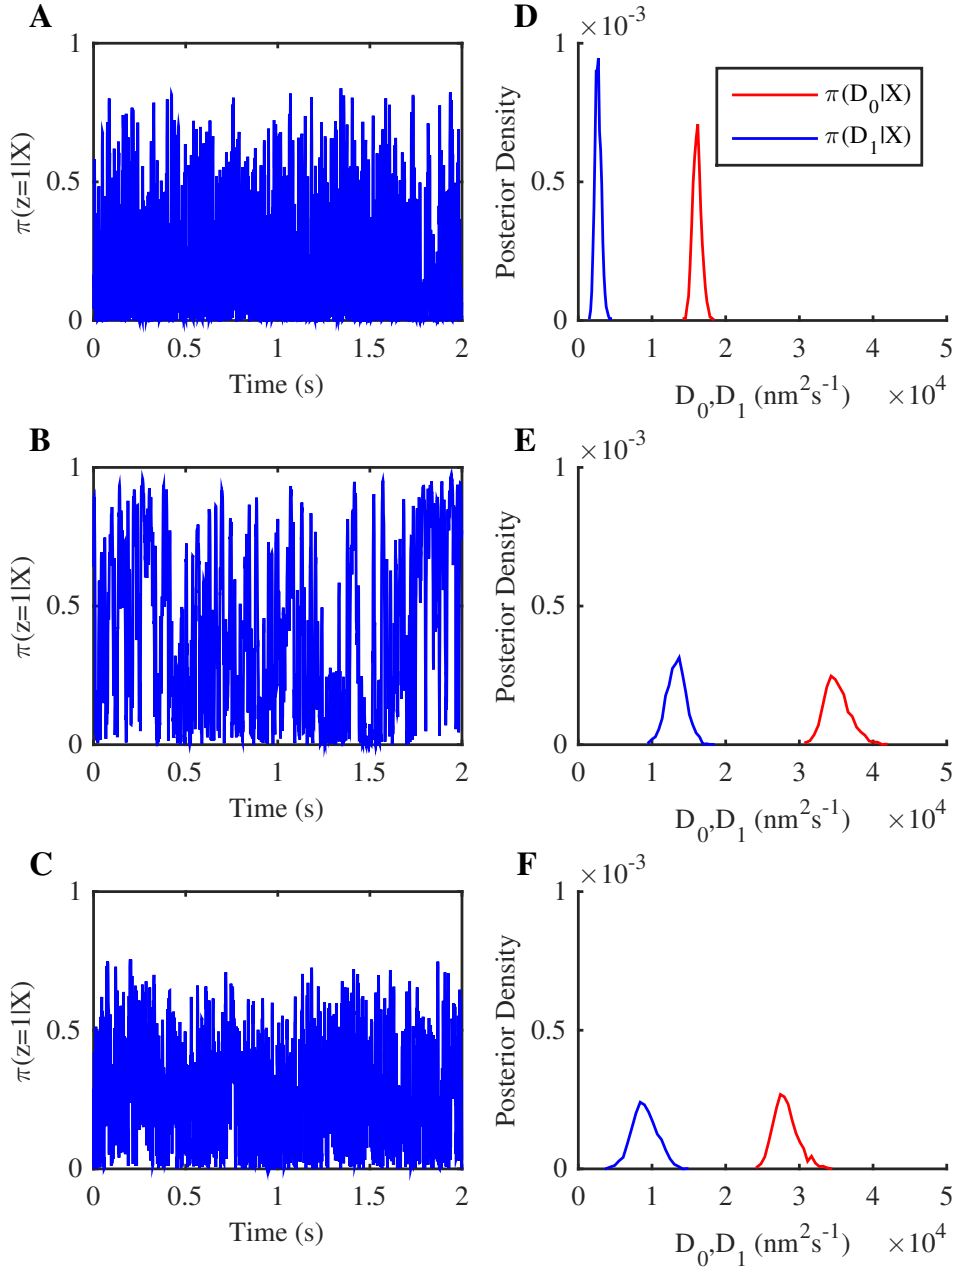 A
1
0.5
0
π(z=1|X)
0 0.5 1 1.5 2
Time (s)
D
×10⁻³
1
0.5
0
Posterior Density
π(D₀|X)
π(D₁|X)
0 1 2 3 4 5
D₀,D₁ (nm²s⁻¹) ×10⁴
B
1
0.5
0
π(z=1|X)
0 0.5 1 1.5 2
Time (s)
E
×10⁻³
1
0.5
0
Posterior Density
0 1 2 3 4 5
D₀,D₁ (nm²s⁻¹) ×10⁴
C
1
0.5
0
π(z=1|X)
0 0.5 1 1.5 2
Time (s)
F
×10⁻³
1
0.5
0
Posterior Density
0 1 2 3 4 5
D₀,D₁ (nm²s⁻¹) ×10⁴